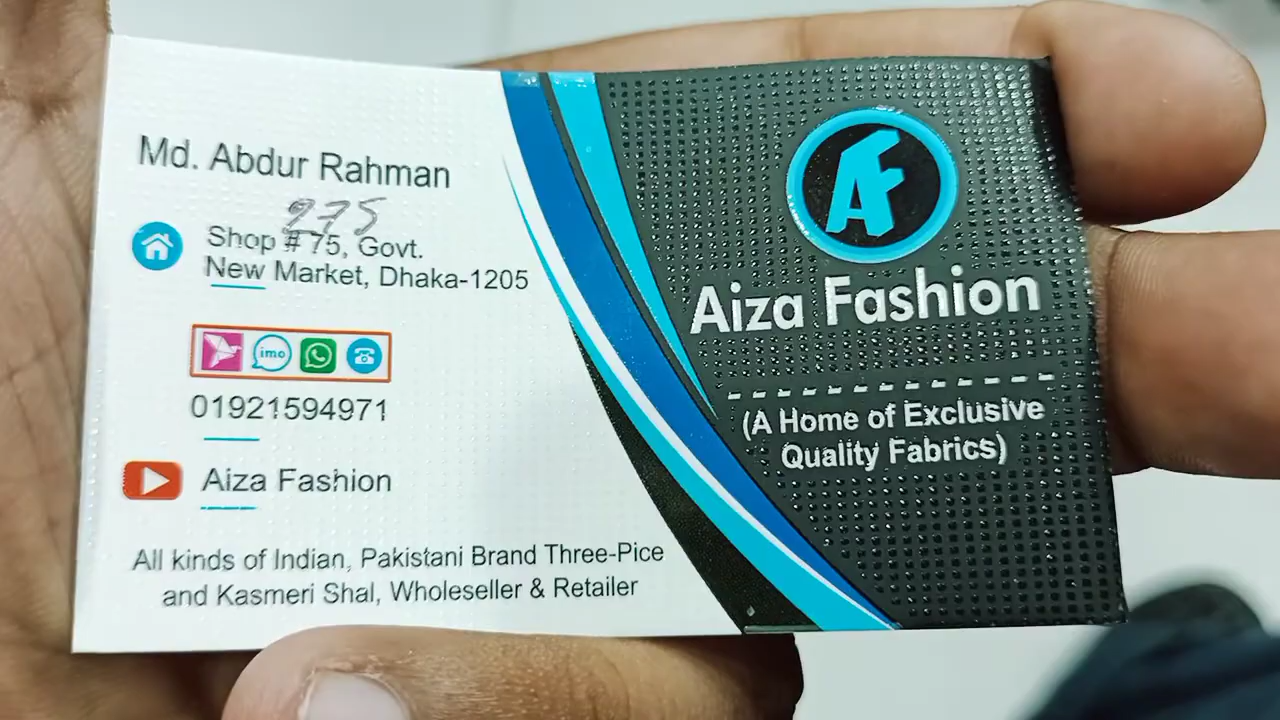 Md. Abdur Rahman
275
Shop # 75, Govt.
New Market, Dhaka-1205
imo
01921594971
Aiza Fashion
All kinds of Indian, Pakistani Brand Three-Pice
and Kasmeri Shal, Wholeseller & Retailer
AF
Aiza Fashion
(A Home of Exclusive
Quality Fabrics)